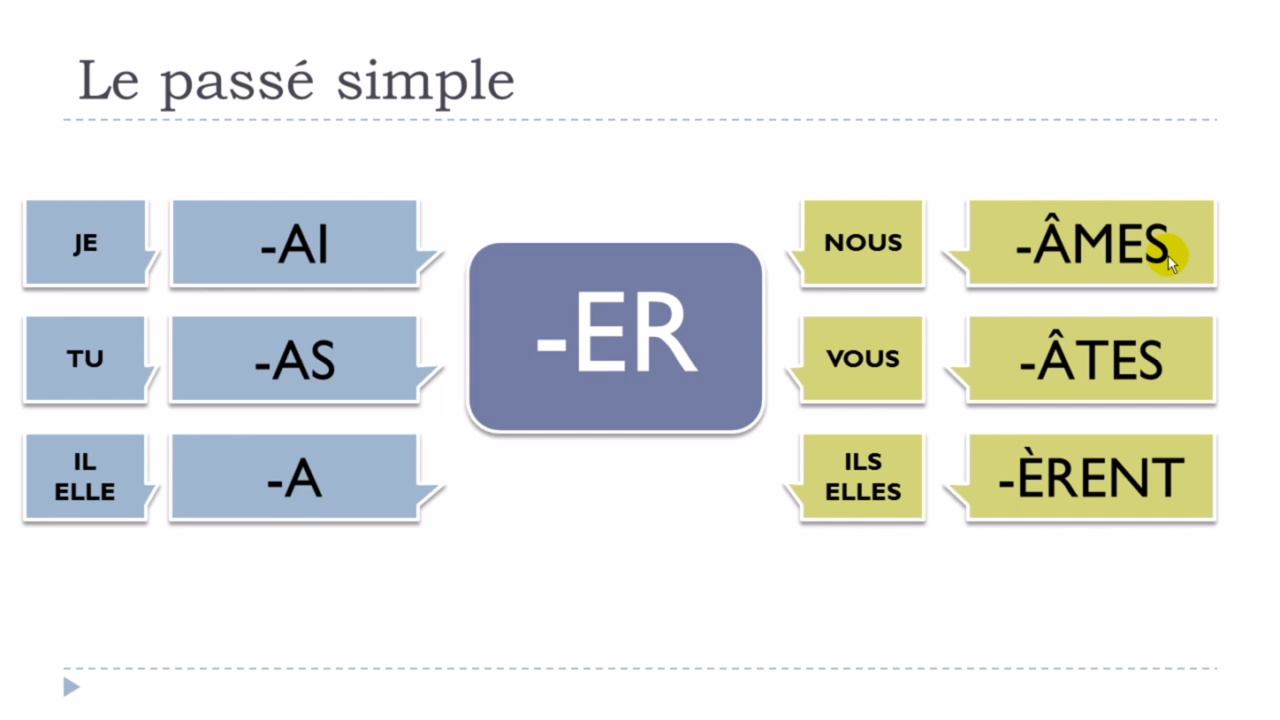 Le passé simple
JE
-AI
TU
-AS
IL
ELLE
-A
-ER
NOUS
-ÂMES
VOUS
-ÂTES
ILS
ELLES
-ÈRENT